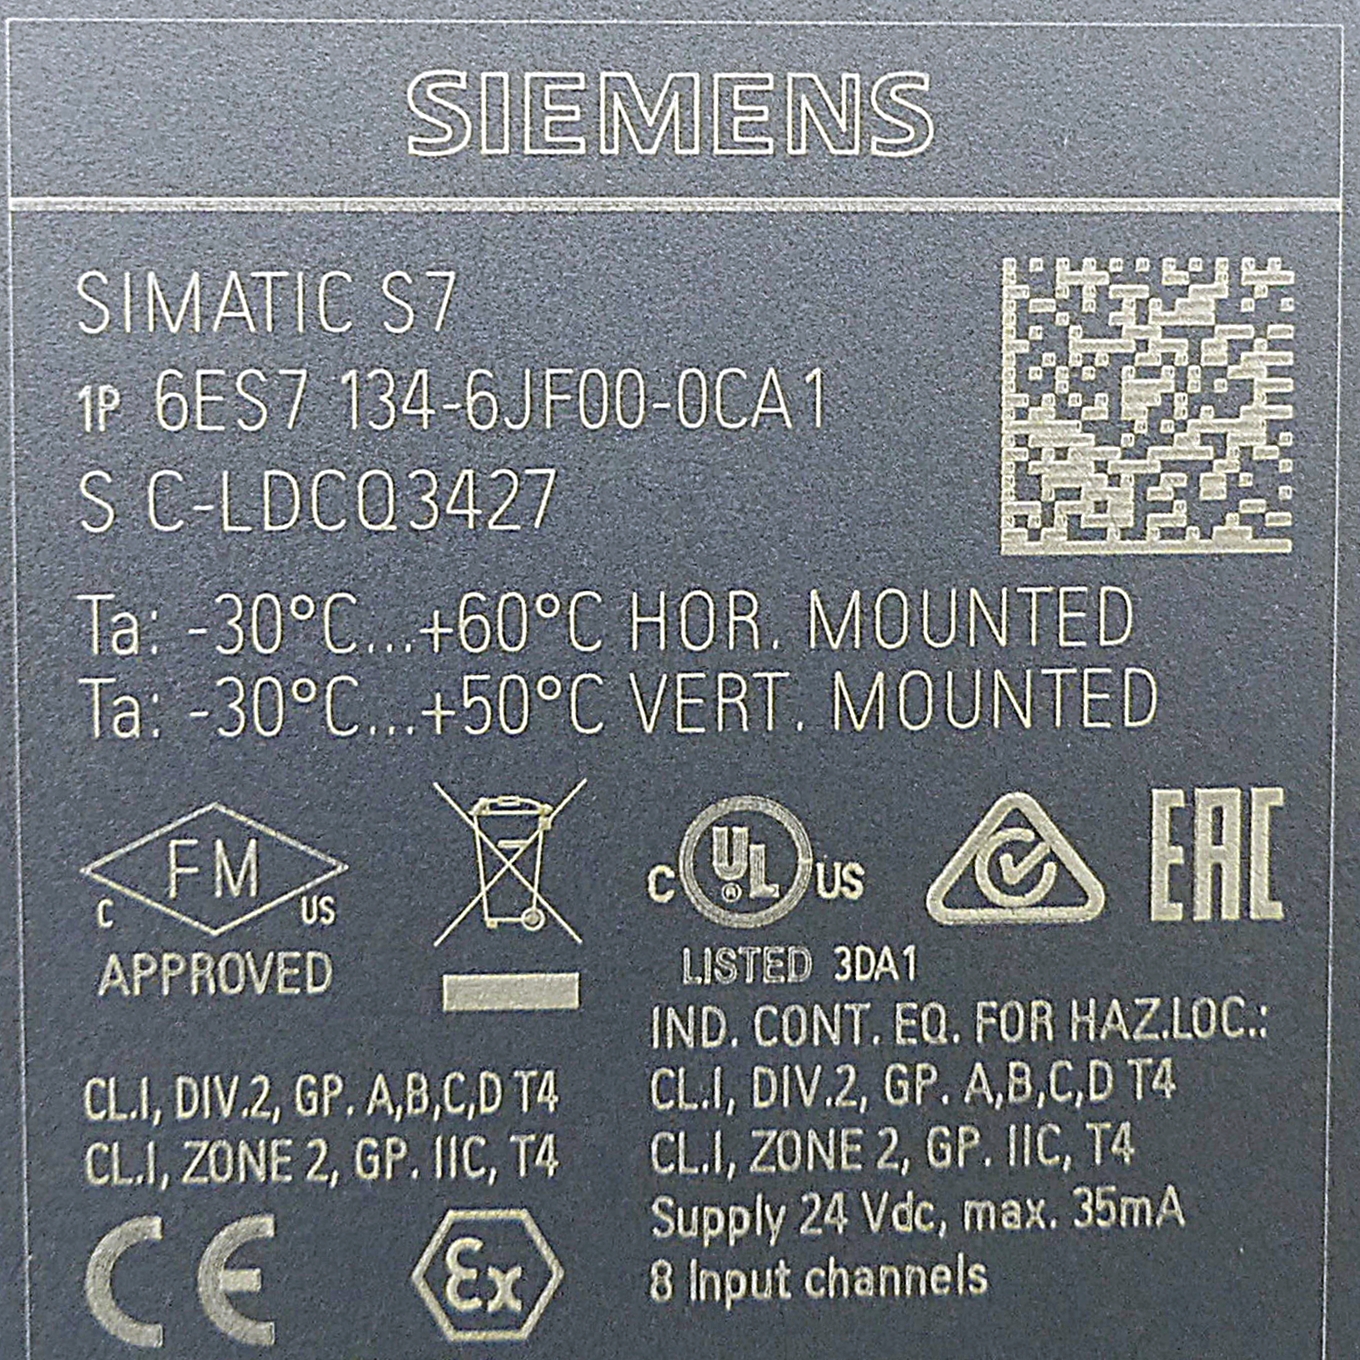 SIEMENS
SIMATIC S7
1P 6ES7 134-6JF00-0CA1
S C-LDCQ3427
Ta: -30°C...+60°C HOR. MOUNTED
Ta: -30°C...+50°C VERT. MOUNTED
FM
C US
APPROVED
C UL ® US
LISTED 3DA1
EAC
IND. CONT. EQ. FOR HAZ.LOC.:
CL.I, DIV.2, GP. A,B,C,D T4
CL.I, ZONE 2, GP. IIC, T4
CL.I, DIV.2, GP. A,B,C,D T4
CL.I, ZONE 2, GP. IIC, T4
Supply 24 Vdc, max. 35mA
8 Input channels
CE
Ex